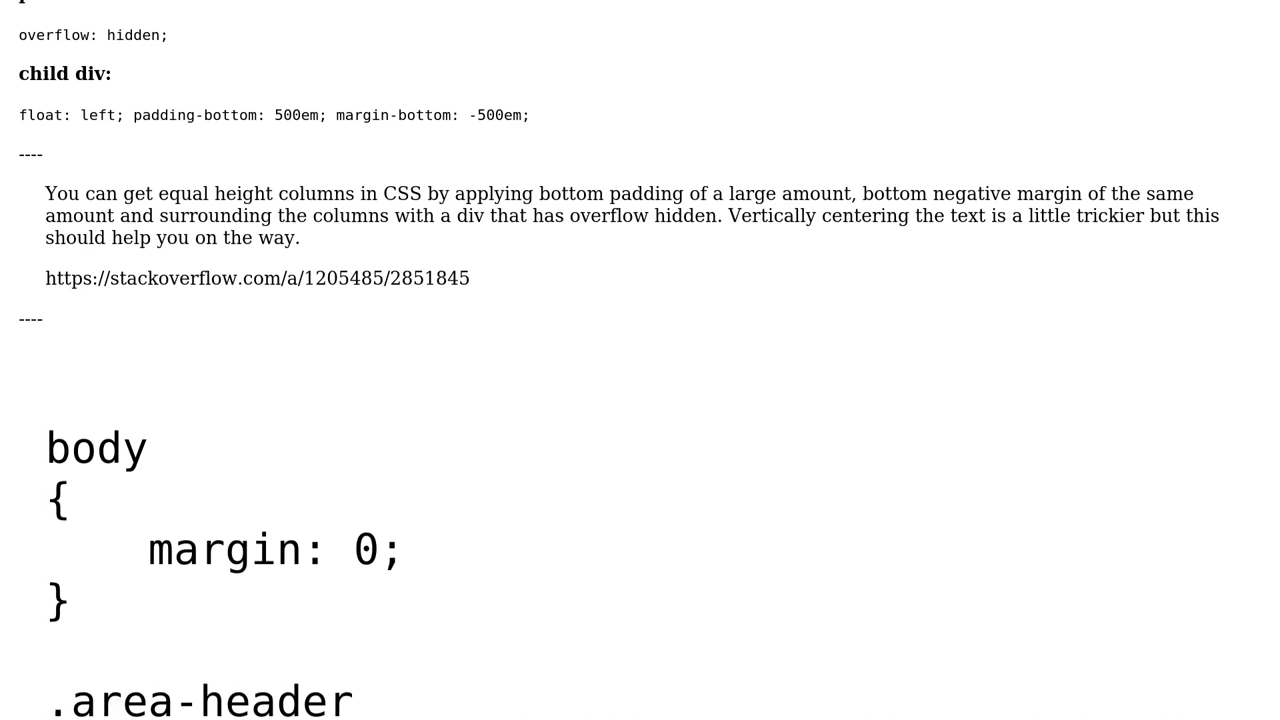 overflow: hidden;
child div:
float: left; padding-bottom: 500em; margin-bottom: -500em;
----
You can get equal height columns in CSS by applying bottom padding of a large amount, bottom negative margin of the same
amount and surrounding the columns with a div that has overflow hidden. Vertically centering the text is a little trickier but this
should help you on the way.
https://stackoverflow.com/a/1205485/2851845
----
body
{
    margin: 0;
}
.area-header